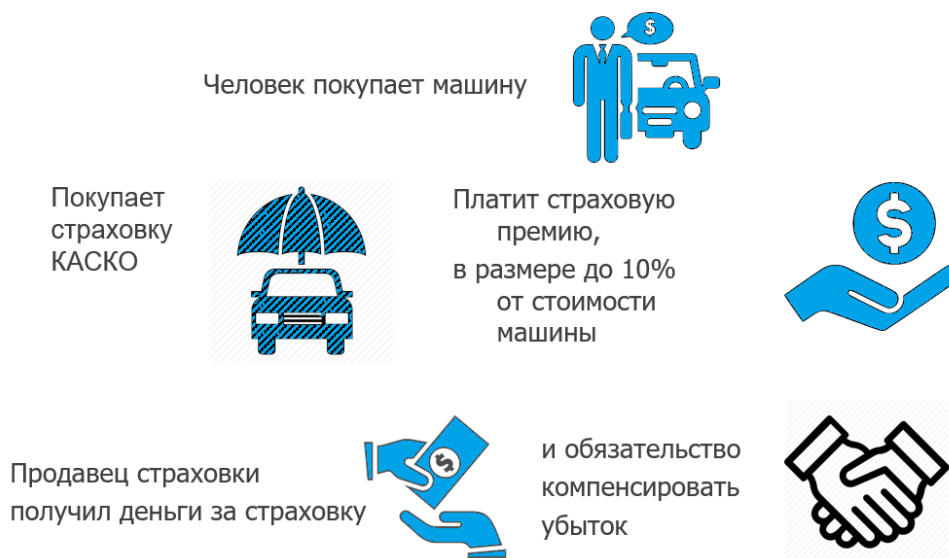 $
Человек покупает машину
Покупает
страховку
КАСКО
Платит страховую
премию,
в размере до 10%
от стоимости
машины
$
Продавец страховки
получил деньги за страховку
$
и обязательство
компенсировать
убыток